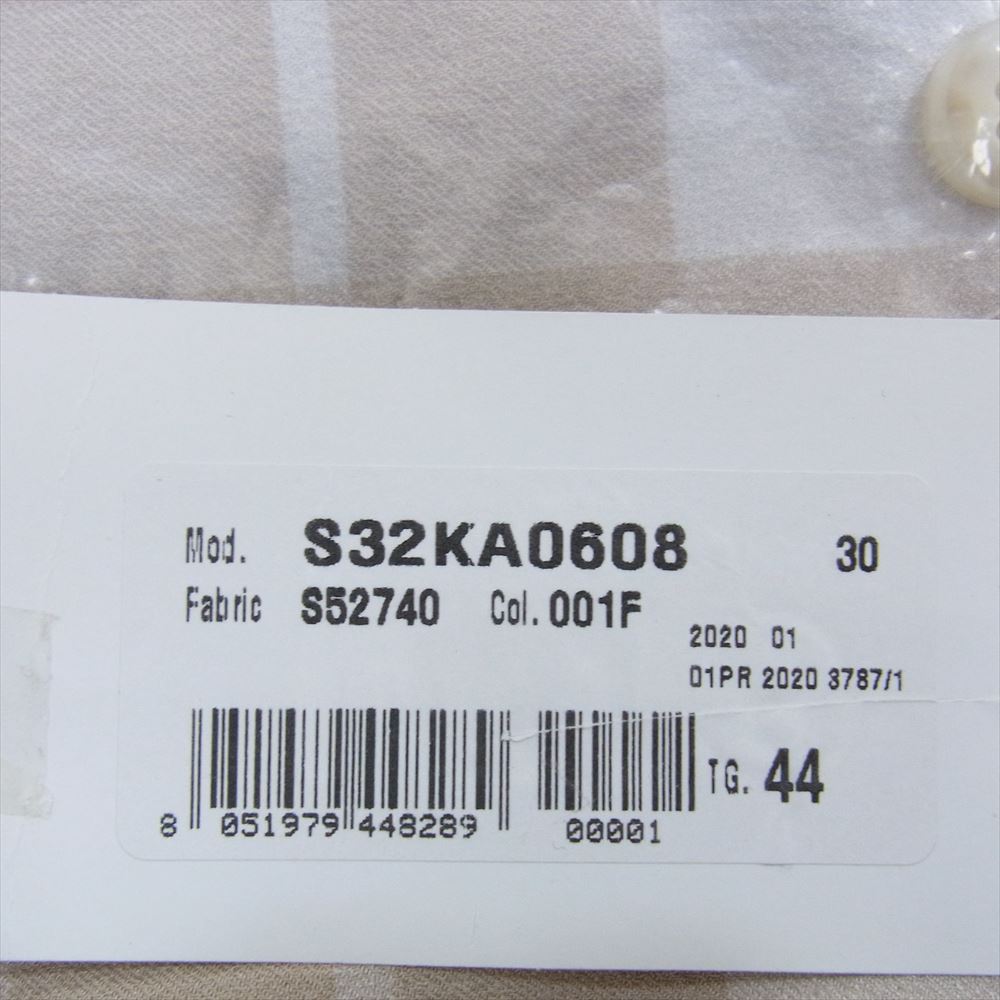 Mod. S32KA0608 30
Fabric S52740 Col. 001F
2020 01
01PR 2020 3787/1
TG. 44
8 051979 448289 00001